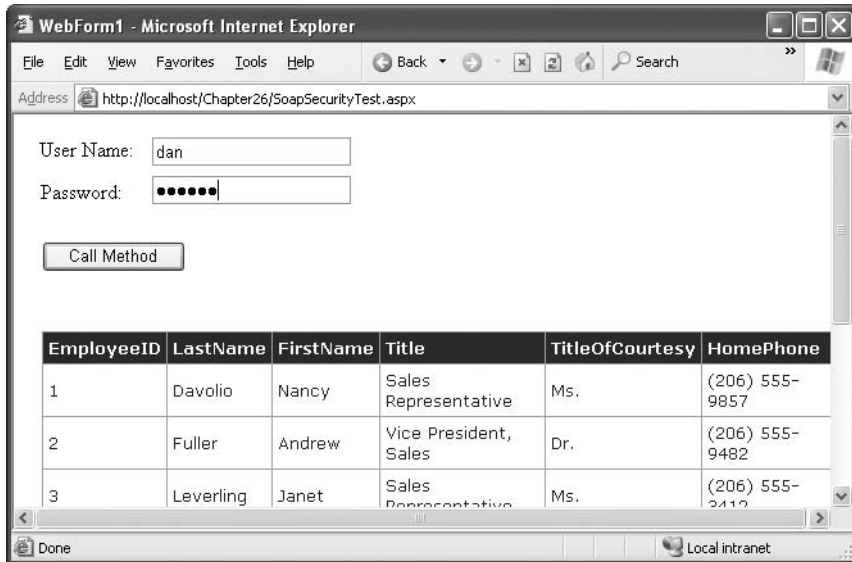 WebForm1 - Microsoft Internet Explorer
File Edit View Favorites Tools Help Back Search »
Address http://localhost/Chapter26/SoapSecurityTest.aspx
User Name: dan
Password: ●●●●●●
Call Method
EmployeeID LastName FirstName Title TitleOfCourtesy HomePhone
1 Davolio Nancy Sales Representative Ms. (206) 555-9857
2 Fuller Andrew Vice President, Sales Dr. (206) 555-9482
3 Leverling Janet Sales Representative Ms. (206) 555-3412
Done Local intranet